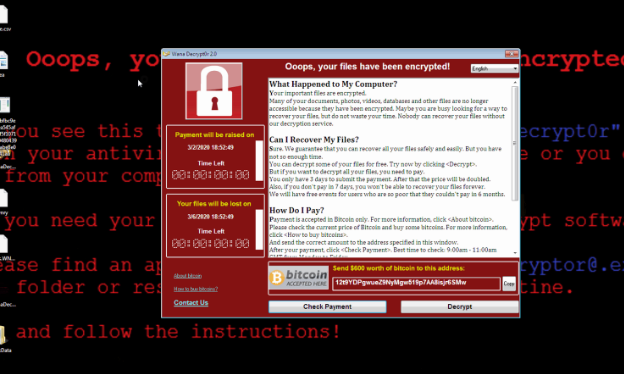 Wana Decrypt0r 2.0
Ooops, your files have been encrypted!
English
What Happened to My Computer?
Your important files are encrypted.
Many of your documents, photos, videos, databases and other files are no longer
accessible because they have been encrypted. Maybe you are busy looking for a way to
recover your files, but do not waste your time. Nobody can recover your files without
our decryption service.
Can I Recover My Files?
Sure. We guarantee that you can recover all your files safely and easily. But you have
not so enough time.
You can decrypt some of your files for free. Try now by clicking <Decrypt>.
But if you want to decrypt all your files, you need to pay.
You only have 3 days to submit the payment. After that the price will be doubled.
Also, if you don't pay in 7 days, you won't be able to recover your files forever.
We will have free events for users who are so poor that they couldn't pay in 6 months.
How Do I Pay?
Payment is accepted in Bitcoin only. For more information, click <About bitcoin>.
Please check the current price of Bitcoin and buy some bitcoins. For more information,
click <How to buy bitcoins>.
And send the correct amount to the address specified in this window.
After your payment, click <Check Payment>. Best time to check: 9:00am - 11:00am
Payment will be raised on
3/2/2020 18:52:49
Time Left
00:00:00:00
Your files will be lost on
3/6/2020 18:52:49
Time Left
00:00:00:00
About bitcoin
How to buy bitcoins?
Contact Us
bitcoin
ACCEPTED HERE
Send $600 worth of bitcoin to this address:
Copy
Check Payment
Decrypt
Ooops, yo
ncrypted
ou see this t
ecrypt0r"
your antivi
e or you
from your comp
you need your
ypt softwa
ease find an ap
folder or res
tine.
and follow the instructions!